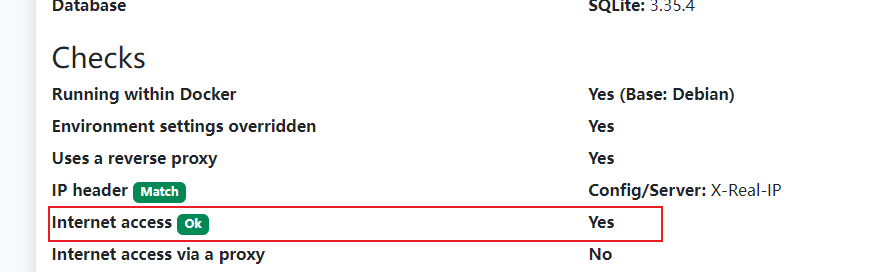 Database SQLite: 3.35.4
Checks
Running within Docker Yes (Base: Debian)
Environment settings overridden Yes
Uses a reverse proxy Yes
IP header Match Config/Server: X-Real-IP
Internet access Ok Yes
Internet access via a proxy No